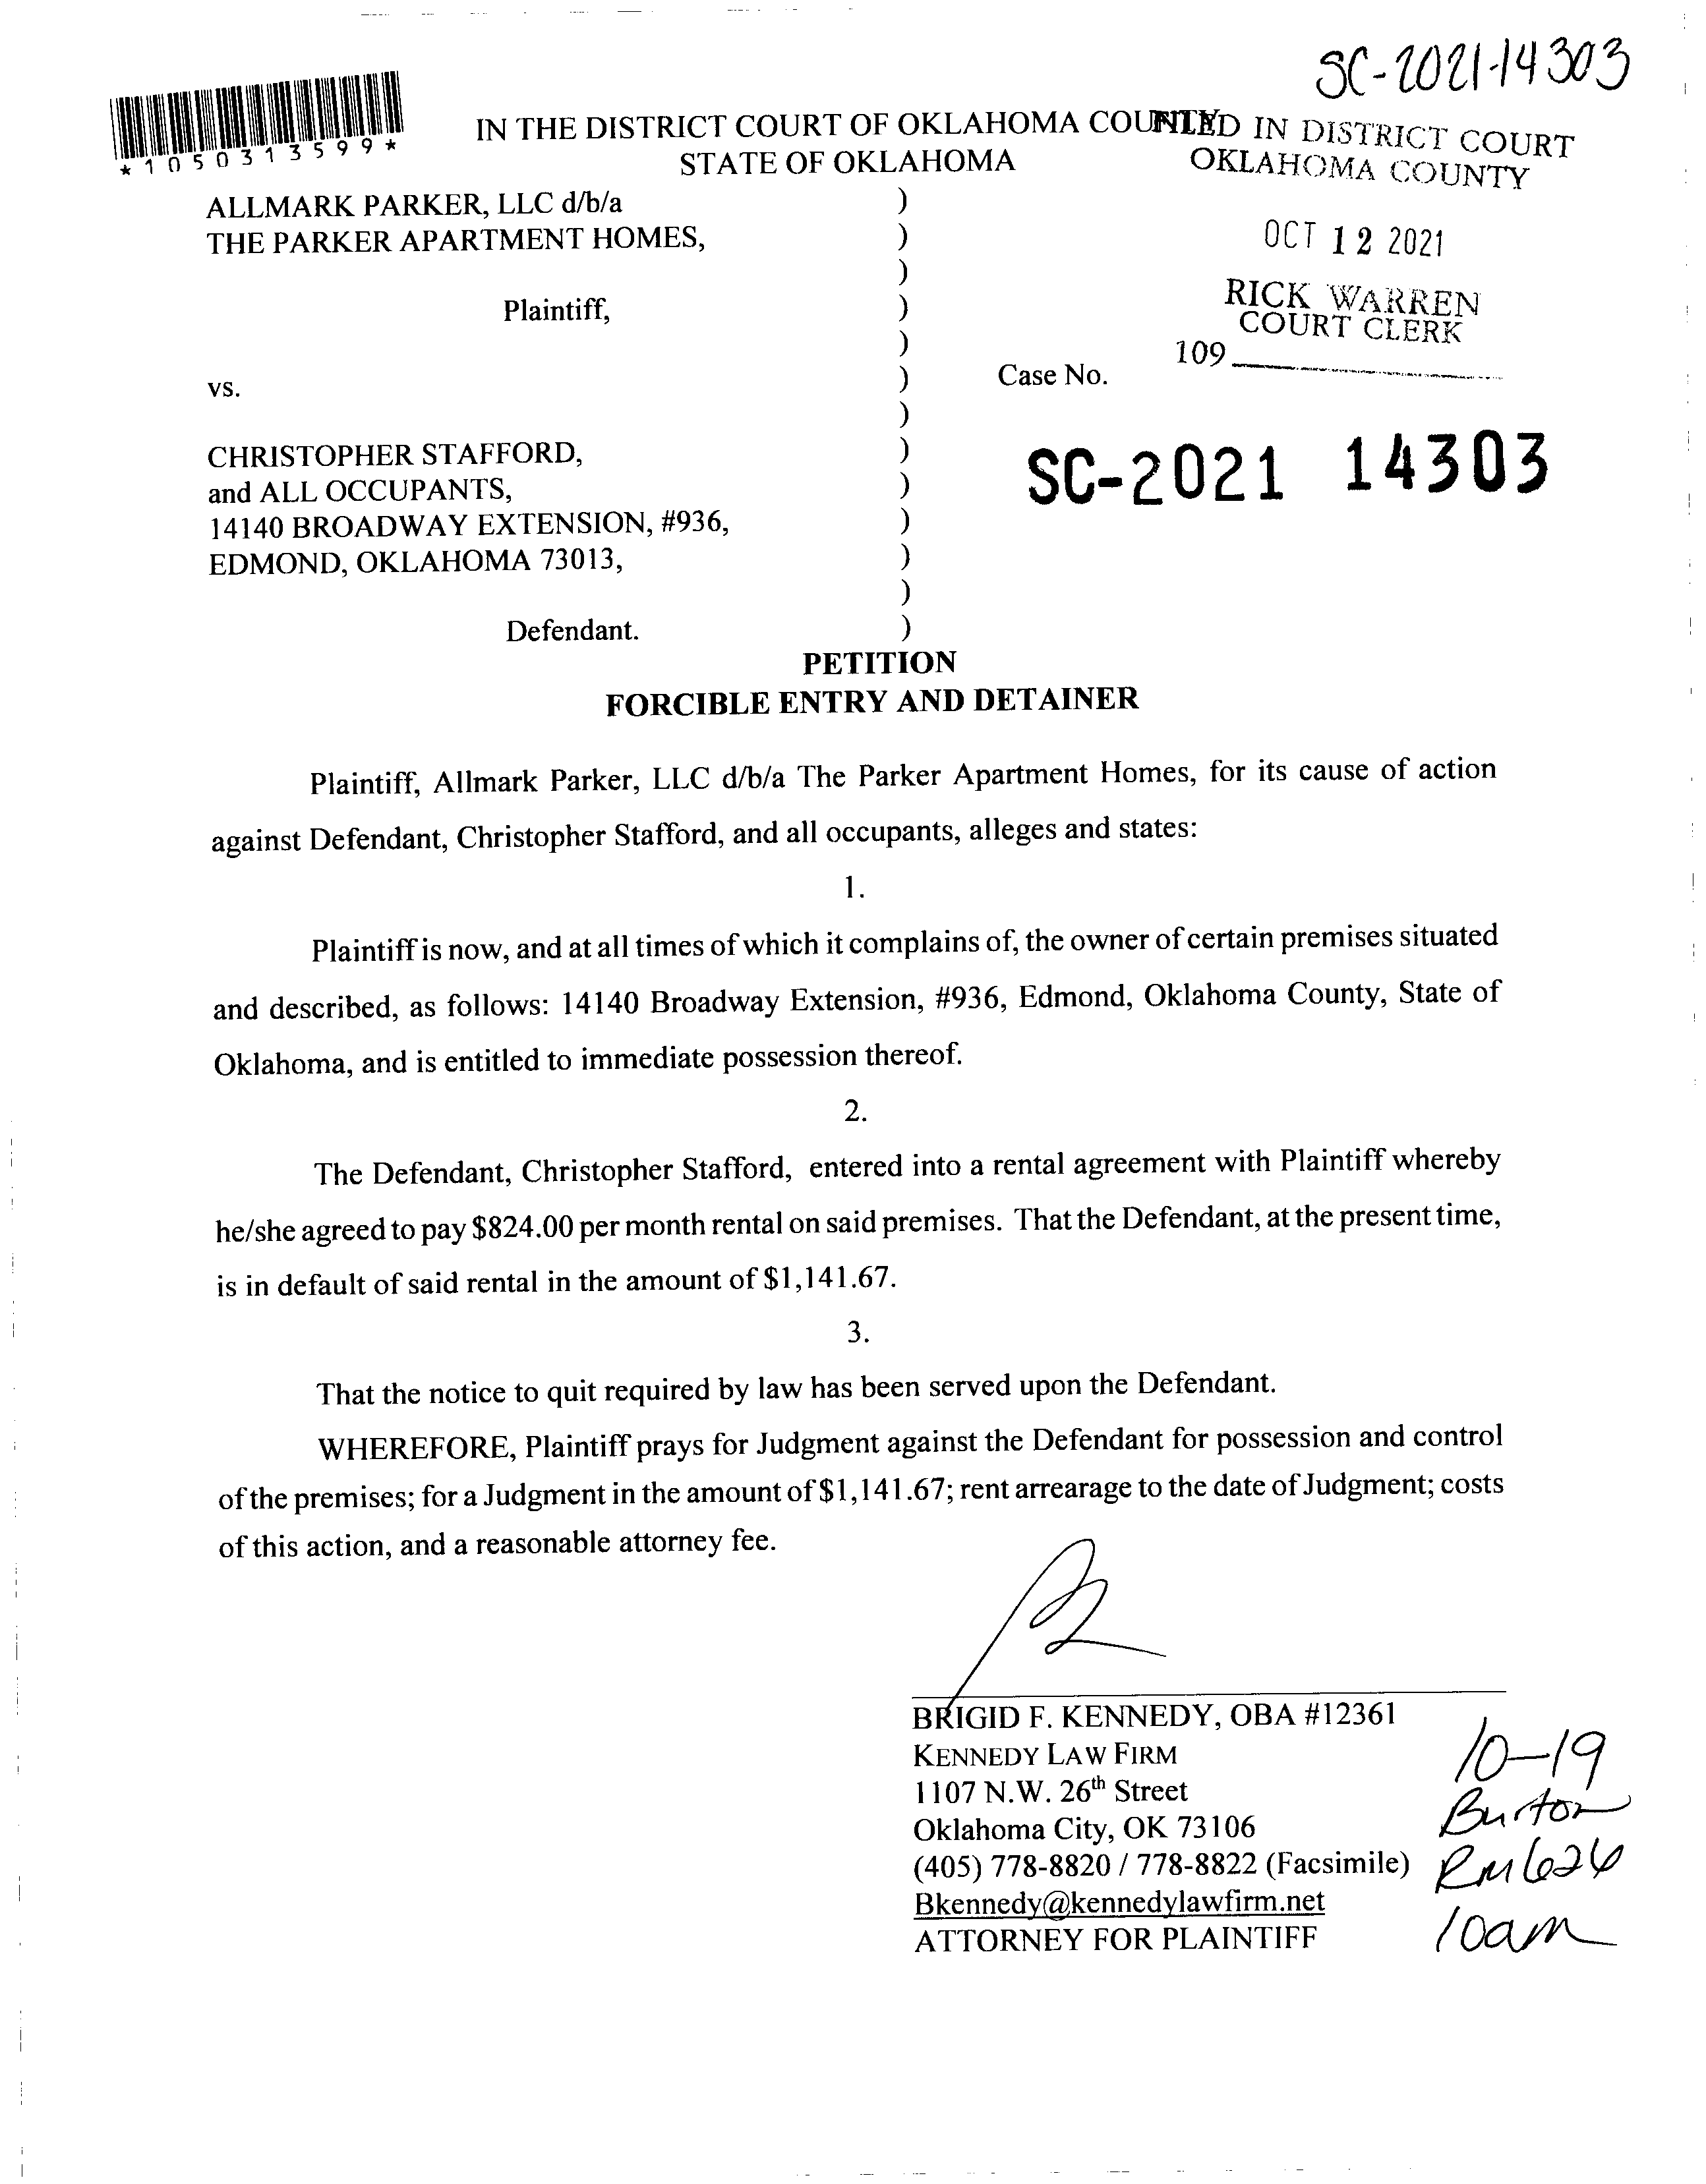 SC-2021-14303
*1050313599*
IN THE DISTRICT COURT OF OKLAHOMA COUNTY
STATE OF OKLAHOMA
FILED IN DISTRICT COURT
OKLAHOMA COUNTY
OCT 12 2021
RICK WARREN
COURT CLERK
109
ALLMARK PARKER, LLC d/b/a )
THE PARKER APARTMENT HOMES, )
)
Plaintiff, )
)
vs. ) Case No.
)
CHRISTOPHER STAFFORD, )
and ALL OCCUPANTS, ) SC-2021 14303
14140 BROADWAY EXTENSION, #936, )
EDMOND, OKLAHOMA 73013, )
)
Defendant. )
PETITION
FORCIBLE ENTRY AND DETAINER
Plaintiff, Allmark Parker, LLC d/b/a The Parker Apartment Homes, for its cause of action
against Defendant, Christopher Stafford, and all occupants, alleges and states:
1.
Plaintiff is now, and at all times of which it complains of, the owner of certain premises situated
and described, as follows: 14140 Broadway Extension, #936, Edmond, Oklahoma County, State of
Oklahoma, and is entitled to immediate possession thereof.
2.
The Defendant, Christopher Stafford, entered into a rental agreement with Plaintiff whereby
he/she agreed to pay $824.00 per month rental on said premises. That the Defendant, at the present time,
is in default of said rental in the amount of $1,141.67.
3.
That the notice to quit required by law has been served upon the Defendant.
WHEREFORE, Plaintiff prays for Judgment against the Defendant for possession and control
of the premises; for a Judgment in the amount of $1,141.67; rent arrearage to the date of Judgment; costs
of this action, and a reasonable attorney fee.
BRIGID F. KENNEDY, OBA #12361
KENNEDY LAW FIRM
1107 N.W. 26th Street
Oklahoma City, OK 73106
(405) 778-8820 / 778-8822 (Facsimile)
Bkennedy@kennedylawfirm.net
ATTORNEY FOR PLAINTIFF
10-19
Burton
RM 626
10am